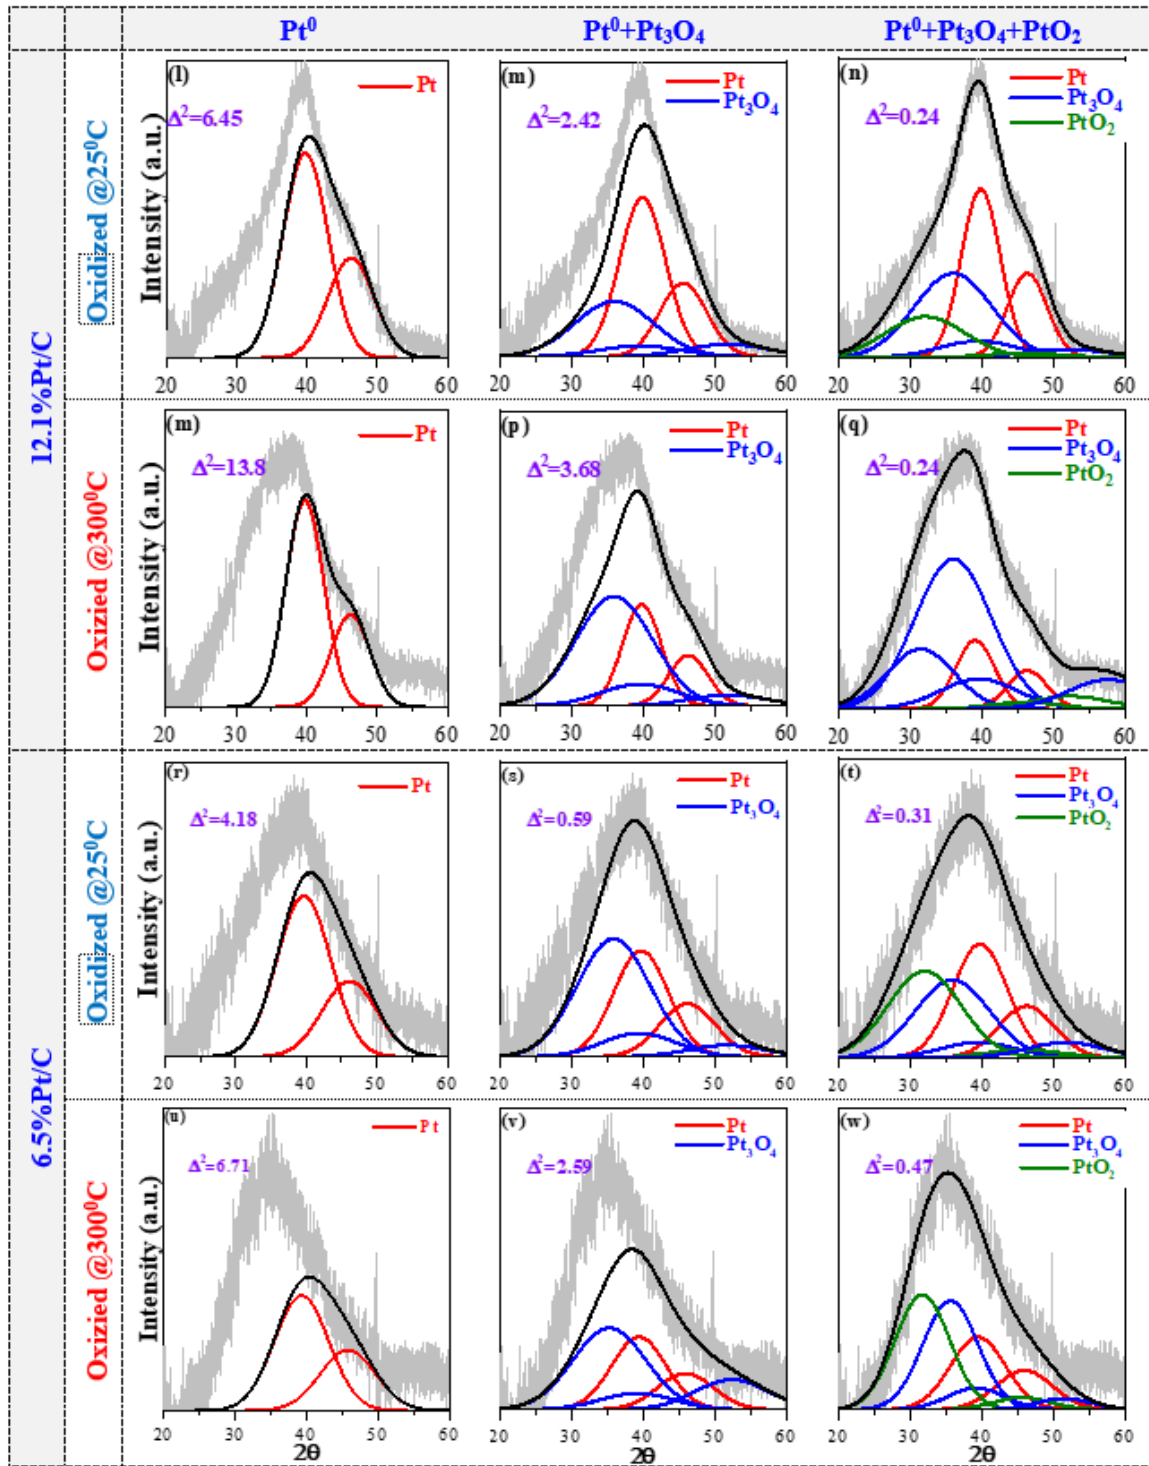 Pt⁰ Pt⁰+Pt₃O₄ Pt⁰+Pt₃O₄+PtO₂
12.1%Pt/C
Oxidized @25⁰C
Intensity (a.u.)
(l) Pt
Δ²=6.45
20 30 40 50 60
(m) Pt
Pt₃O₄
Δ²=2.42
20 30 40 50 60
(n) Pt
Pt₃O₄
PtO₂
Δ²=0.24
20 30 40 50 60
Oxizied @300⁰C
Intensity (a.u.)
(m) Pt
Δ²=13.8
20 30 40 50 60
(p) Pt
Pt₃O₄
Δ²=3.68
20 30 40 50 60
(q) Pt
Pt₃O₄
PtO₂
Δ²=0.24
20 30 40 50 60
6.5%Pt/C
Oxidized @25⁰C
Intensity (a.u.)
(r) Pt
Δ²=4.18
20 30 40 50 60
(s) Pt
Pt₃O₄
Δ²=0.59
20 30 40 50 60
(t) Pt
Pt₃O₄
PtO₂
Δ²=0.31
20 30 40 50 60
Oxizied @300⁰C
Intensity (a.u.)
(u) Pt
Δ²=6.71
20 30 40 50 60
2θ
(v) Pt
Pt₃O₄
Δ²=2.59
20 30 40 50 60
2θ
(w) Pt
Pt₃O₄
PtO₂
Δ²=0.47
20 30 40 50 60
2θ